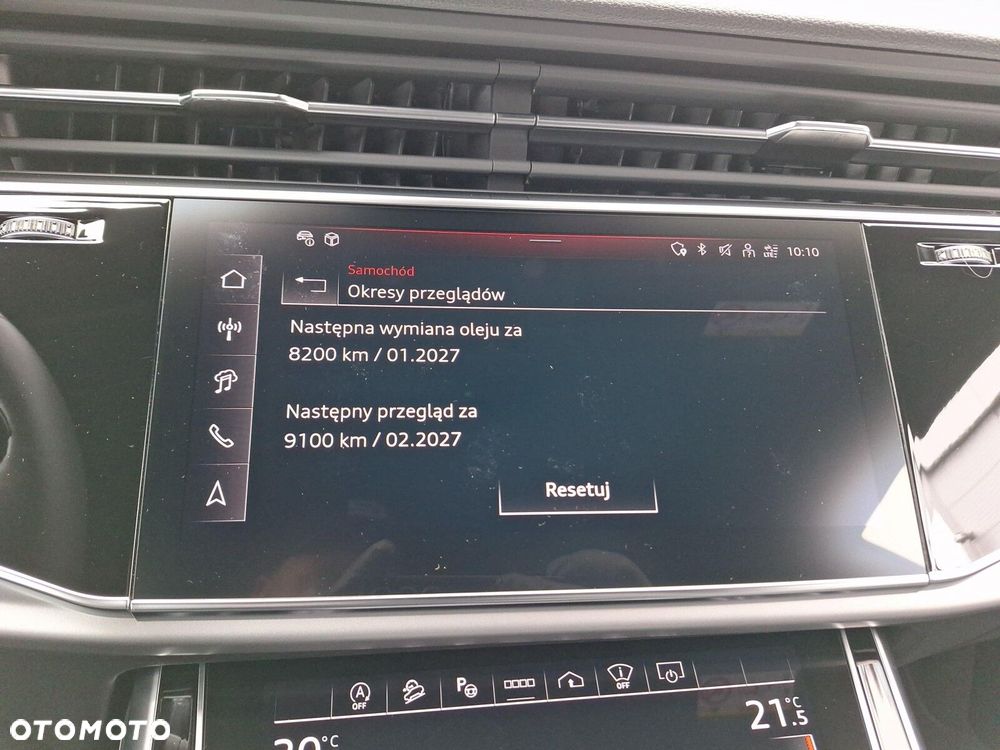 10:10
Samochód
Okresy przeglądów
Następna wymiana oleju za
8200 km / 01.2027
Następny przegląd za
9100 km / 02.2027
Resetuj
A
OFF
P
i
OFF
21.5 °C
°C
OTOMOTO